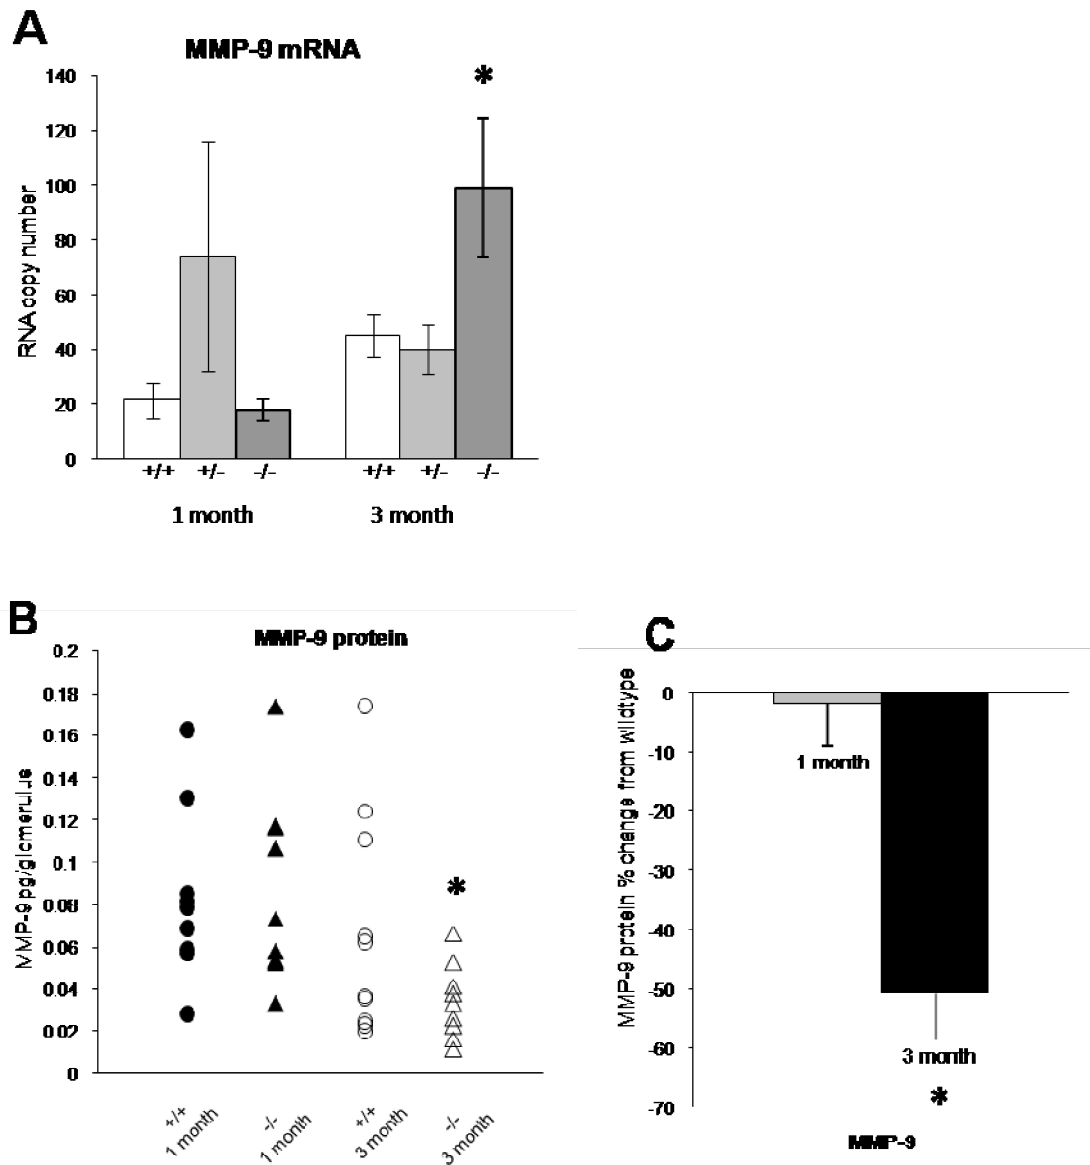 A
MMP-9 mRNA
RNA copy number
140
120
100
80
60
40
20
0
*
+/+ +/- -/- +/+ +/- -/-
1 month 3 month
B
MMP-9 protein
MMP-9 pg/glomerulus
0.2
0.18
0.16
0.14
0.12
0.1
0.08
0.06
0.04
0.02
0
*
+/+ 1 month
-/- 1 month
+/+ 3 month
-/- 3 month
C
MMP-9 protein % change from wildtype
0
-10
-20
-30
-40
-50
-60
-70
1 month
3 month
*
MMP-9